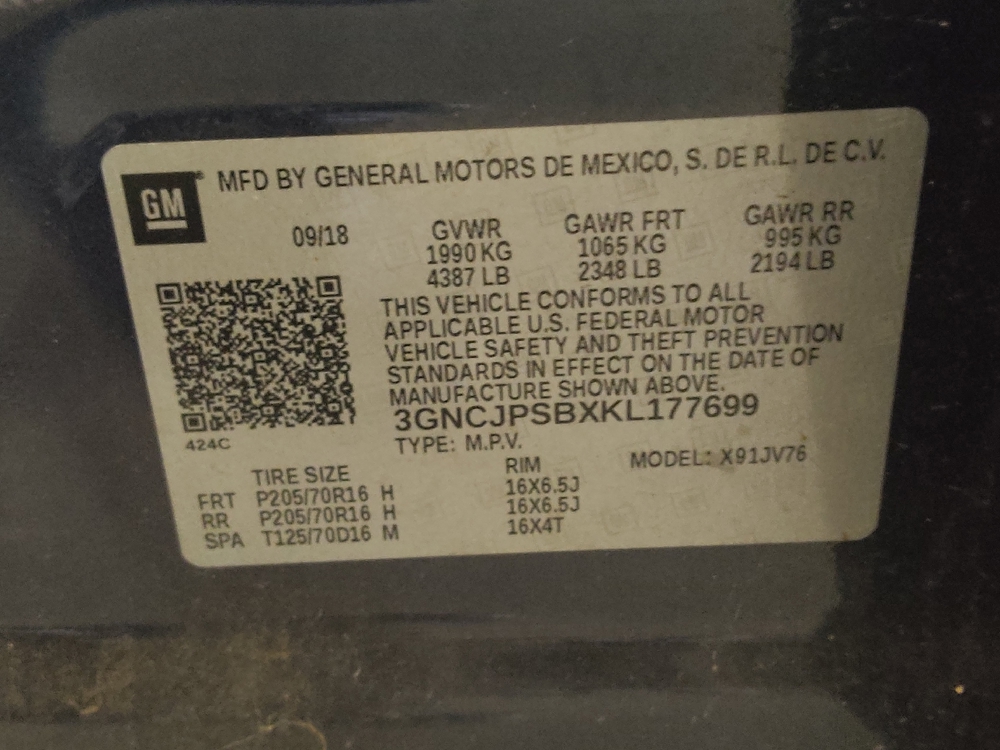 GM
MFD BY GENERAL MOTORS DE MEXICO, S. DE R.L. DE C.V.
09/18
GVWR GAWR FRT GAWR RR
1990 KG 1065 KG 995 KG
4387 LB 2348 LB 2194 LB
THIS VEHICLE CONFORMS TO ALL
APPLICABLE U.S. FEDERAL MOTOR
VEHICLE SAFETY AND THEFT PREVENTION
STANDARDS IN EFFECT ON THE DATE OF
MANUFACTURE SHOWN ABOVE.
3GNCJPSBXKL177699
424C
TYPE: M.P.V. MODEL: X91JV76
TIRE SIZE RIM
FRT P205/70R16 H 16X6.5J
RR P205/70R16 H 16X6.5J
SPA T125/70D16 M 16X4T